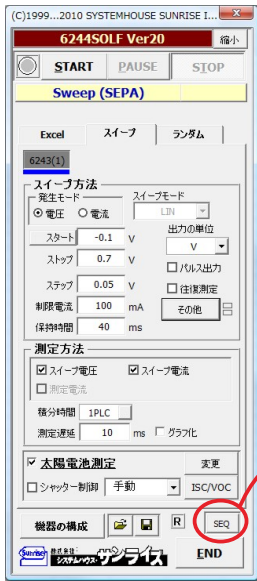 (C)1999...2010 SYSTEMHOUSE SUNRISE I...
6244SOLF Ver20 縮小
START PAUSE STOP
Sweep (SEPA)
Excel スイープ ランダム
6243(1)
スイープ方法
発生モード スイープモード
電圧 電流 LIN
出力の単位
スタート -0.1 V V
ストップ 0.7 V パルス出力
ステップ 0.05 V 往復測定
制限電流 100 mA その他
保持時間 40 ms
測定方法
スイープ電圧 スイープ電流
測定電流
積分時間 1PLC
測定遅延 10 ms グラフ化
太陽電池測定 変更
シャッター制御 手動 ISC/VOC
機器の構成 R SEQ
Sunrise 株式会社 システムハウス サンライズ END